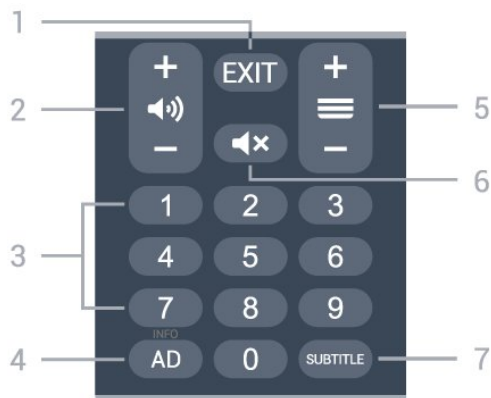 1
+ EXIT +
2
5
− −
6
1 2 3
3
4 5 6
7 8 9
INFO
4 AD 0 SUBTITLE 7